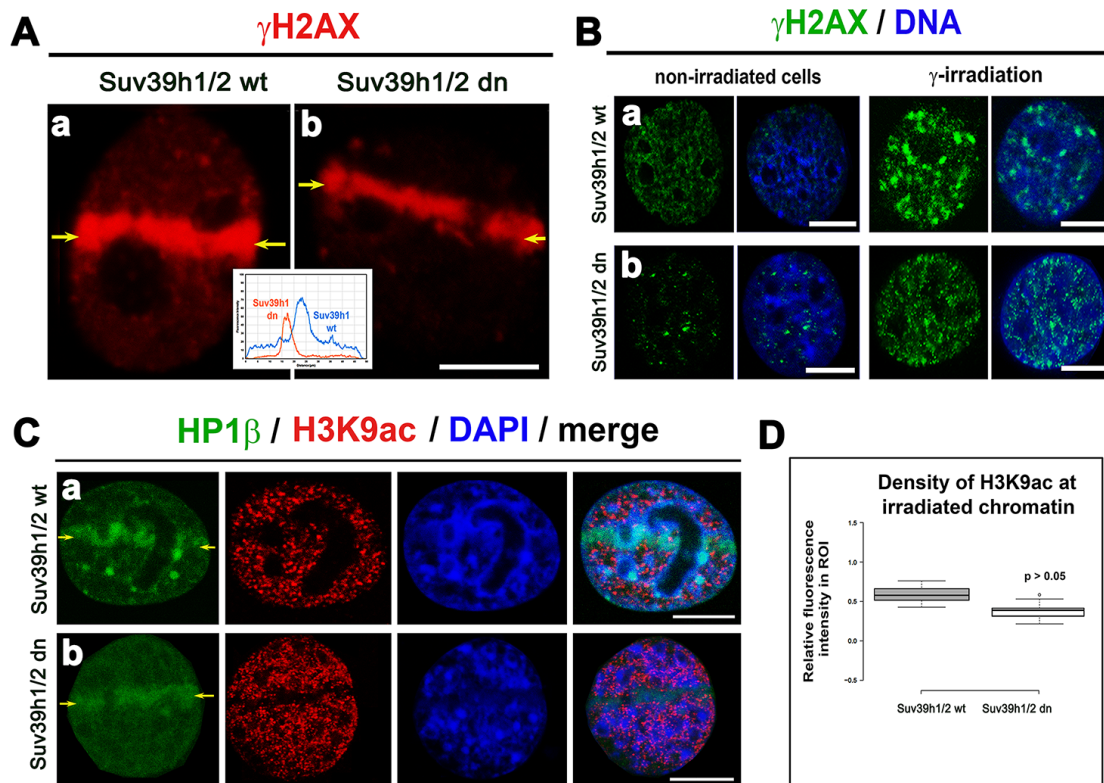 A
γH2AX
Suv39h1/2 wt
Suv39h1/2 dn
a
b
Suv39h1
dn
Suv39h1
wt
B
γH2AX / DNA
non-irradiated cells
γ-irradiation
Suv39h1/2 wt
a
Suv39h1/2 dn
b
C
HP1β / H3K9ac / DAPI / merge
Suv39h1/2 wt
a
Suv39h1/2 dn
b
D
Density of H3K9ac at
irradiated chromatin
Relative fluorescence
intensity in ROI
1.5
1.0
0.5
0.0
−0.5
p > 0.05
Suv39h1/2 wt
Suv39h1/2 dn